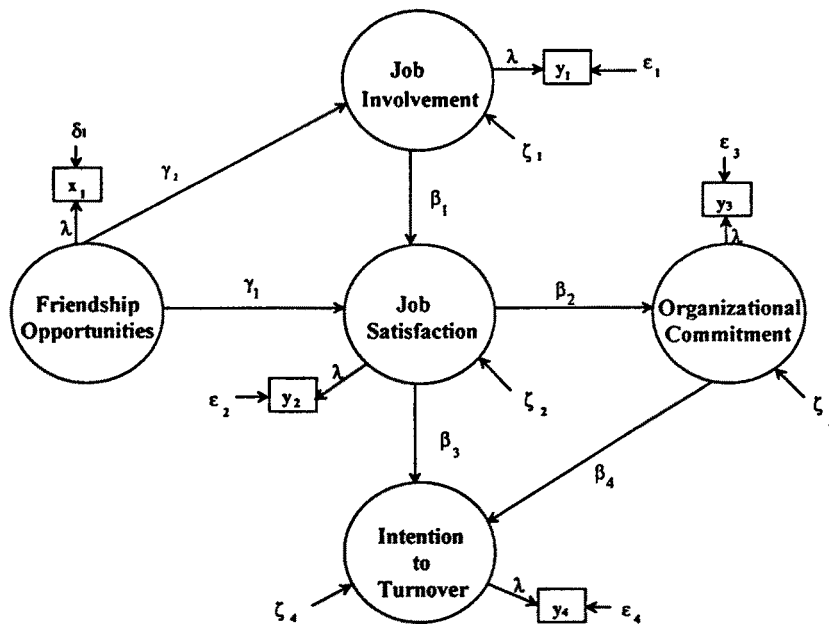 Job
Involvement
λ
y₁
ε₁
ζ₁
δ₁
x₁
λ
γ₂
β₁
ε₃
y₃
λ
Friendship
Opportunities
γ₁
Job
Satisfaction
β₂
Organizational
Commitment
ε₂
y₂
λ
ζ₂
ζ
β₃
β₄
Intention
to
Turnover
ζ₄
λ
y₄
ε₄